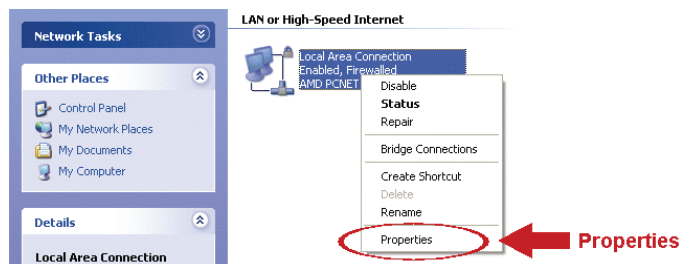 Network Tasks
Other Places
Control Panel
My Network Places
My Documents
My Computer
Details
Local Area Connection
LAN or High-Speed Internet
Local Area Connection
Enabled, Firewalled
AMD PCNET
Disable
Status
Repair
Bridge Connections
Create Shortcut
Delete
Rename
Properties
Properties